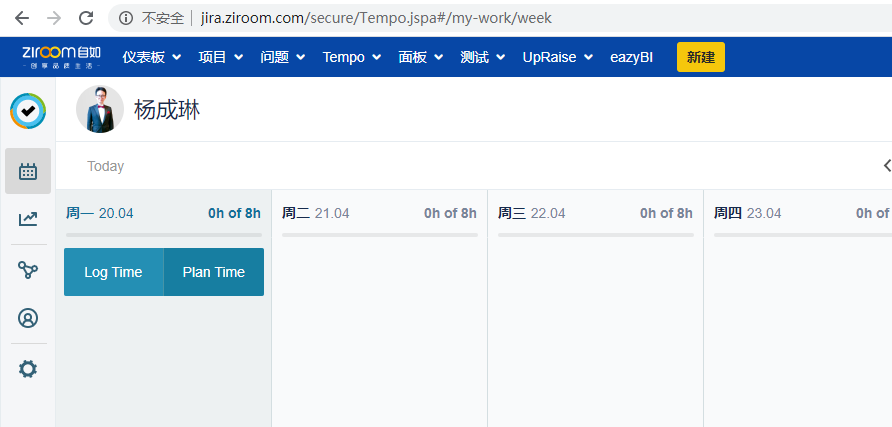 不安全 | jira.ziroom.com/secure/Tempo.jspa#/my-work/week
ziroom自如 仪表板 项目 问题 Tempo 面板 测试 UpRaise eazyBI 新建
创享品质生活
杨成琳
Today
周一 20.04 0h of 8h 周二 21.04 0h of 8h 周三 22.04 0h of 8h 周四 23.04 0h of
Log Time Plan Time